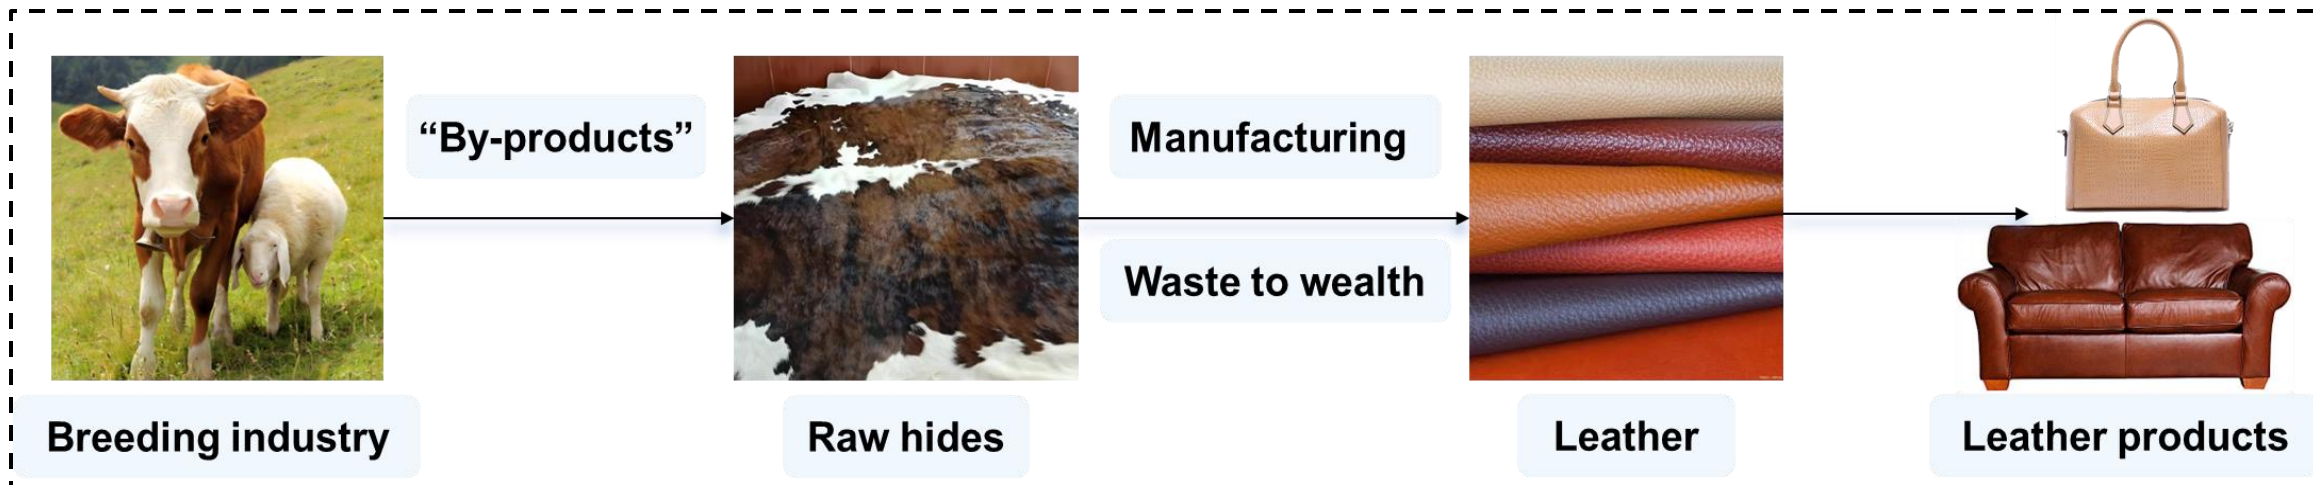 “By-products”
Manufacturing
Waste to wealth
Breeding industry
Raw hides
Leather
Leather products